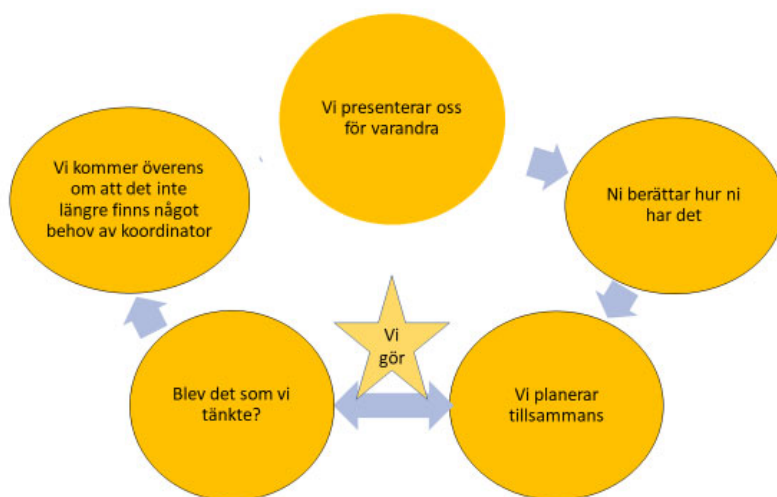 Vi presenterar oss
för varandra
Ni berättar hur ni
har det
Vi planerar
tillsammans
Vi
gör
Blev det som vi
tänkte?
Vi kommer överens
om att det inte
längre finns något
behov av koordinator